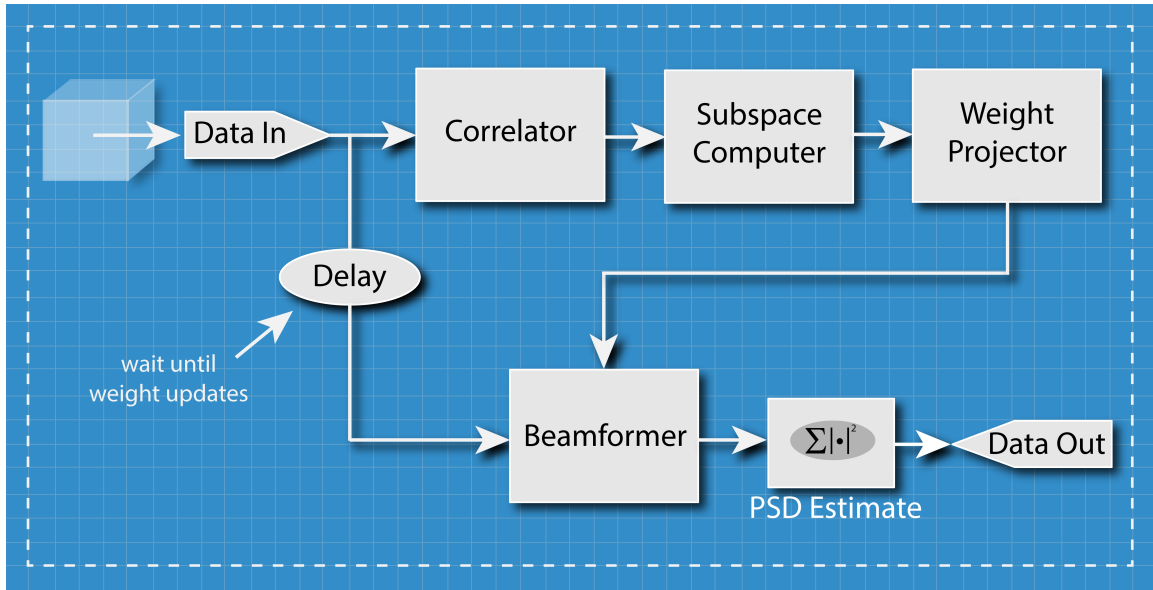 Data In
Correlator
Subspace
Computer
Weight
Projector
Delay
wait until
weight updates
Beamformer
∑|•|²
PSD Estimate
Data Out